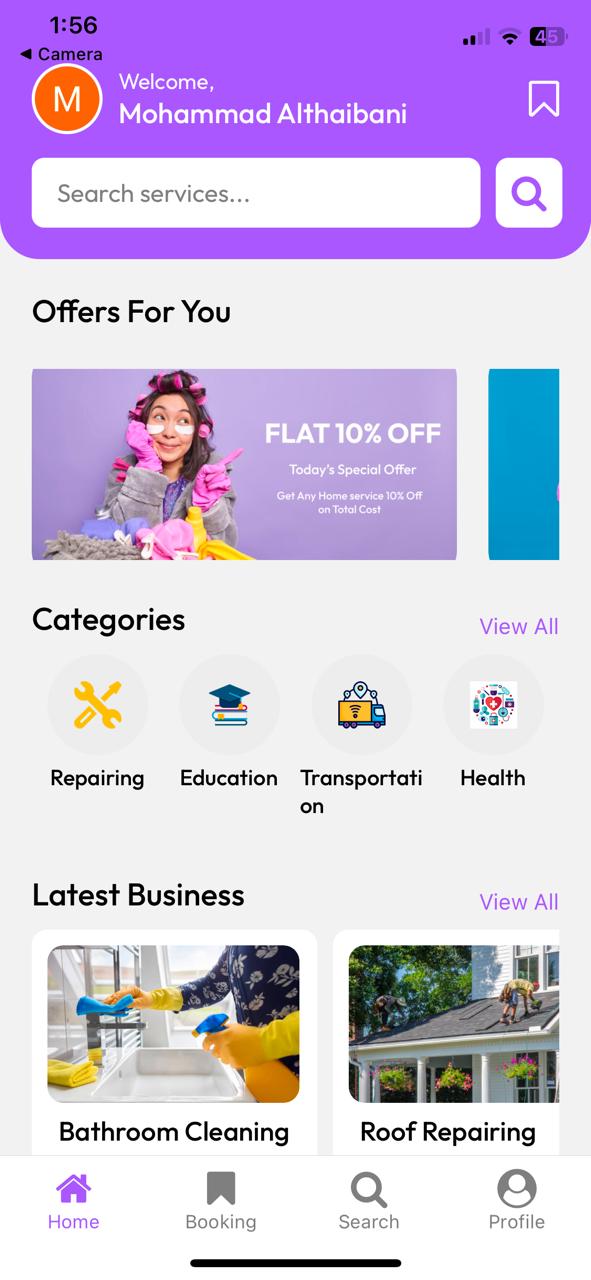 1:56
45
◀ Camera
M
Welcome,
Mohammad Althaibani
Search services...
Offers For You
FLAT 10% OFF
Today's Special Offer
Get Any Home service 10% Off
on Total Cost
Categories
View All
Repairing
Education
Transportati
on
Health
Latest Business
View All
Bathroom Cleaning
Roof Repairing
Home
Booking
Search
Profile